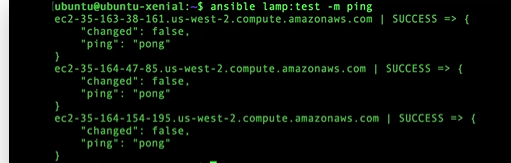 ubuntu@ubuntu-xenial:~$ ansible lamp:test -m ping
ec2-35-163-38-161.us-west-2.compute.amazonaws.com | SUCCESS => {
    "changed": false,
    "ping": "pong"
}
ec2-35-164-47-85.us-west-2.compute.amazonaws.com | SUCCESS => {
    "changed": false,
    "ping": "pong"
}
ec2-35-164-154-195.us-west-2.compute.amazonaws.com | SUCCESS => {
    "changed": false,
    "ping": "pong"
}